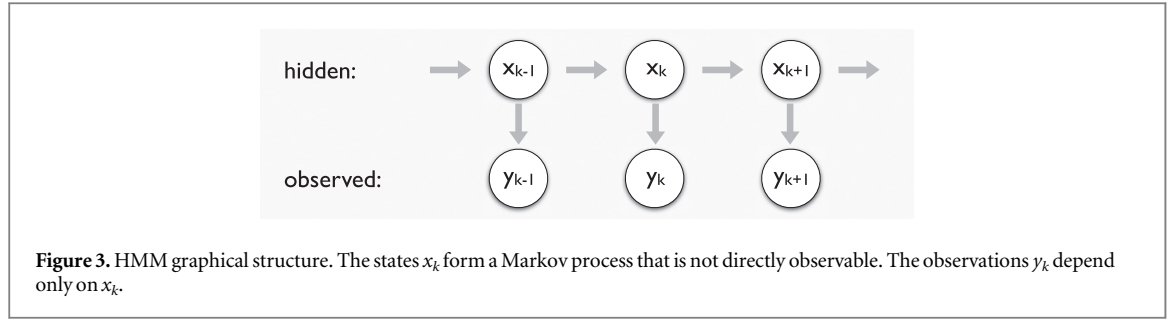 hidden: xk-1 xk xk+1
observed: yk-1 yk yk+1
Figure 3. HMM graphical structure. The states xk form a Markov process that is not directly observable. The observations yk depend
only on xk.